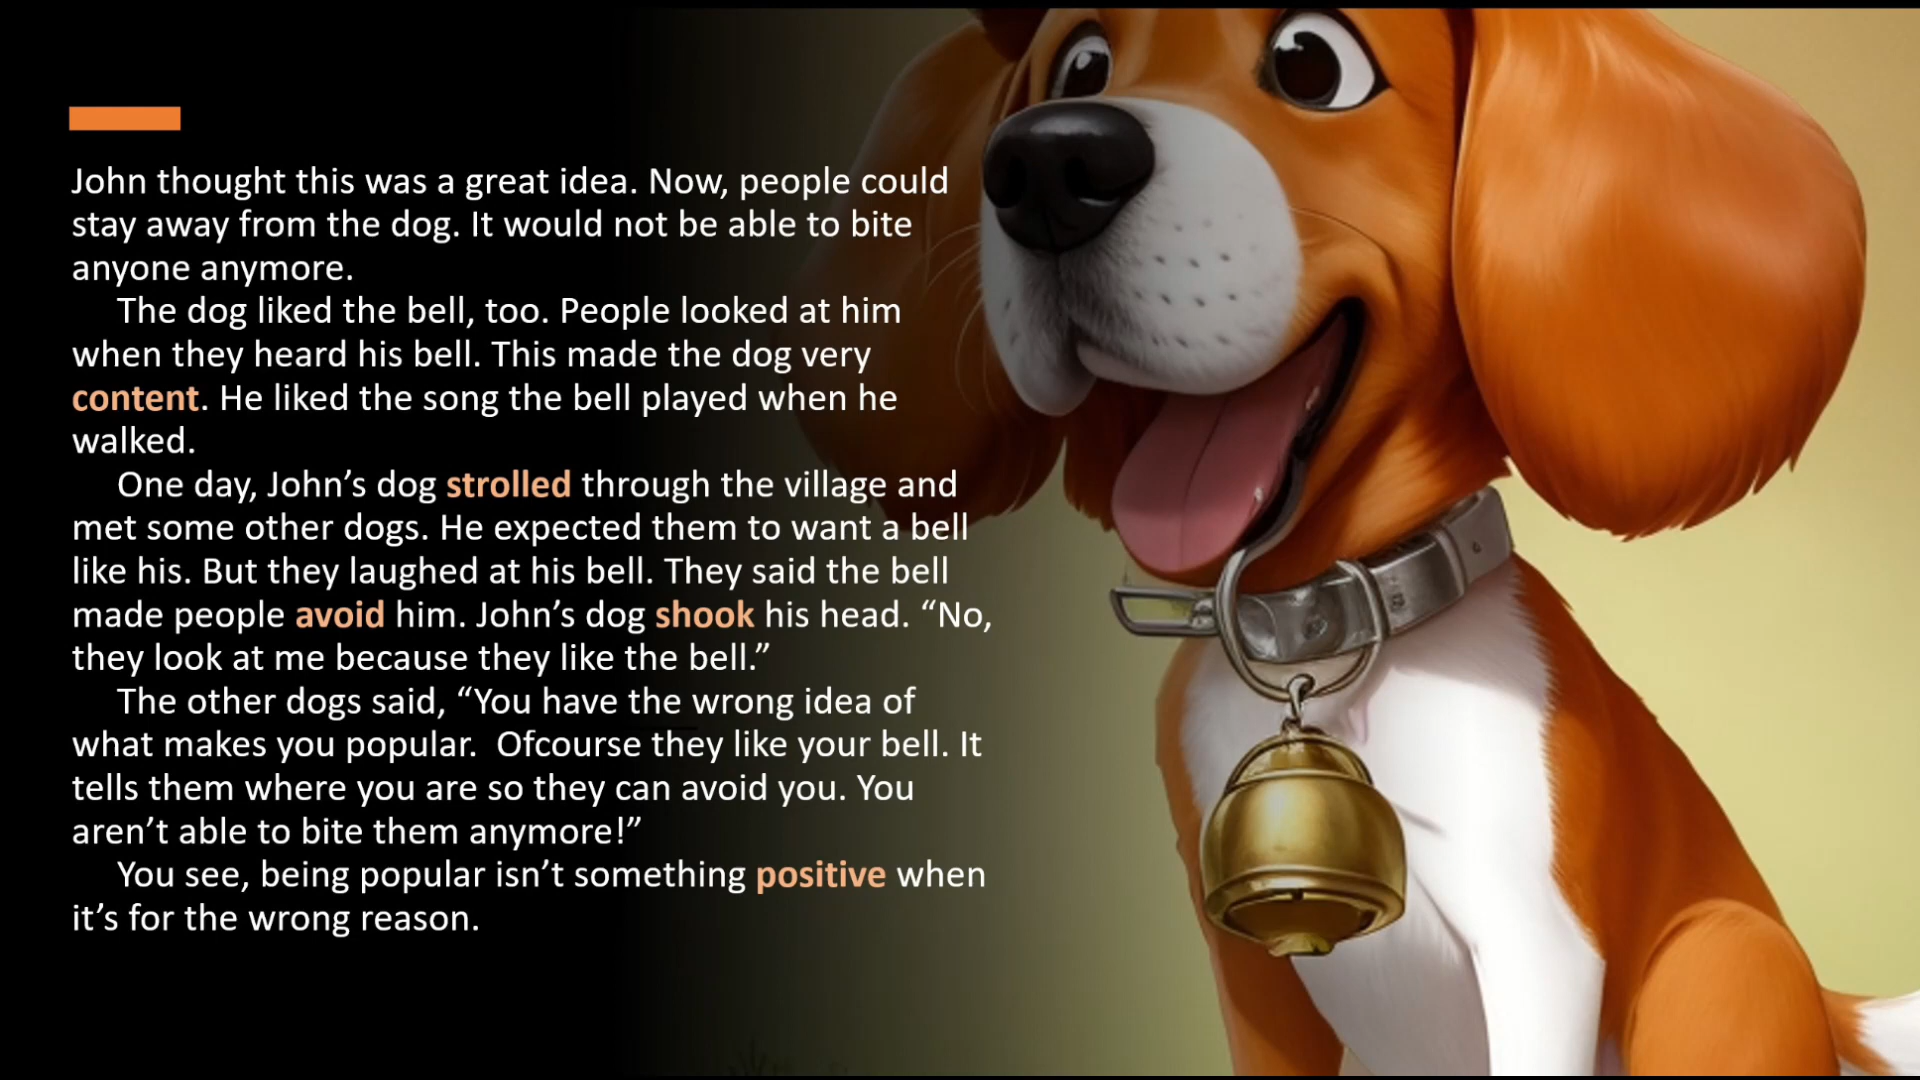 John thought this was a great idea. Now, people could
stay away from the dog. It would not be able to bite
anyone anymore.
The dog liked the bell, too. People looked at him
when they heard his bell. This made the dog very
content. He liked the song the bell played when he
walked.
One day, John’s dog strolled through the village and
met some other dogs. He expected them to want a bell
like his. But they laughed at his bell. They said the bell
made people avoid him. John’s dog shook his head. “No,
they look at me because they like the bell.”
The other dogs said, “You have the wrong idea of
what makes you popular.  Ofcourse they like your bell. It
tells them where you are so they can avoid you. You
aren’t able to bite them anymore!”
You see, being popular isn’t something positive when
it’s for the wrong reason.